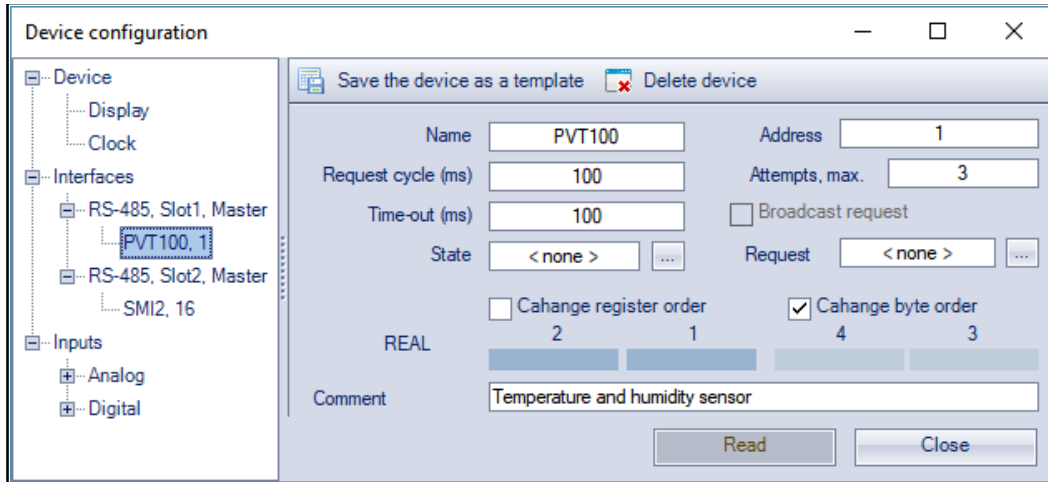 Device configuration
Device
Display
Clock
Interfaces
RS-485, Slot1, Master
PVT100, 1
RS-485, Slot2, Master
SMI2, 16
Inputs
Analog
Digital
Save the device as a template Delete device
Name PVT100 Address 1
Request cycle (ms) 100 Attempts, max. 3
Time-out (ms) 100 Broadcast request
State < none > ... Request < none > ...
Cahange register order Cahange byte order
REAL 2 1 4 3
Comment Temperature and humidity sensor
Read Close